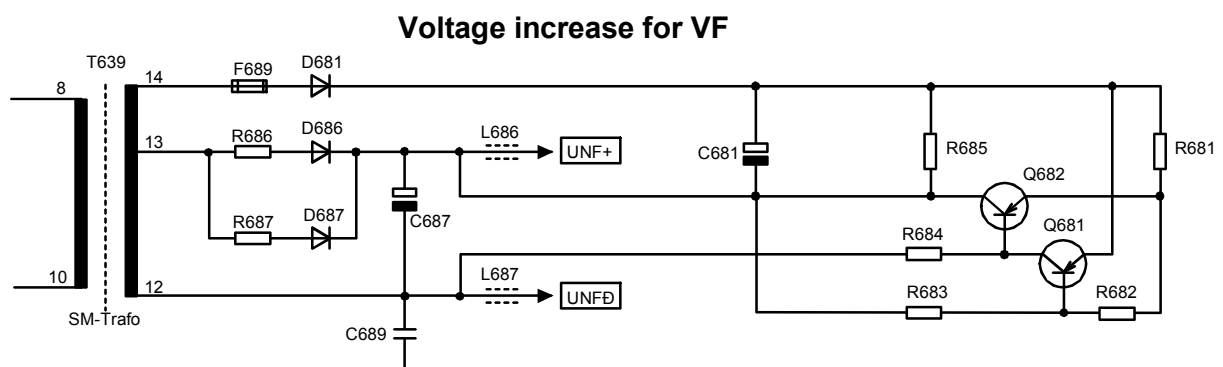 Voltage increase for VF
T639
8
14
F689
D681
13
R686
D686
L686
UNF+
C681
R685
R681
Q682
R687
D687
C687
Q681
R684
10
12
L687
UNFĐ
R683
R682
SM-Trafo
C689